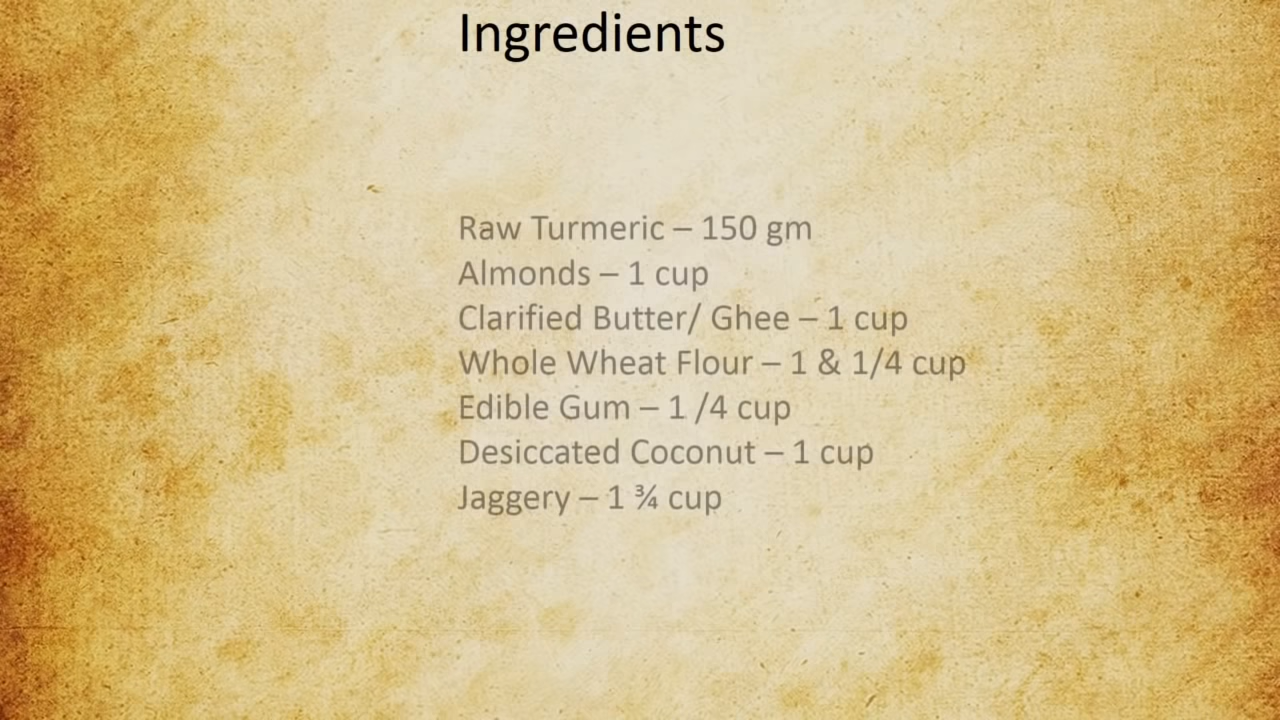 Ingredients
Raw Turmeric – 150 gm
Almonds – 1 cup
Clarified Butter/ Ghee – 1 cup
Whole Wheat Flour – 1 & 1/4 cup
Edible Gum – 1 /4 cup
Desiccated Coconut – 1 cup
Jaggery – 1 ¾ cup